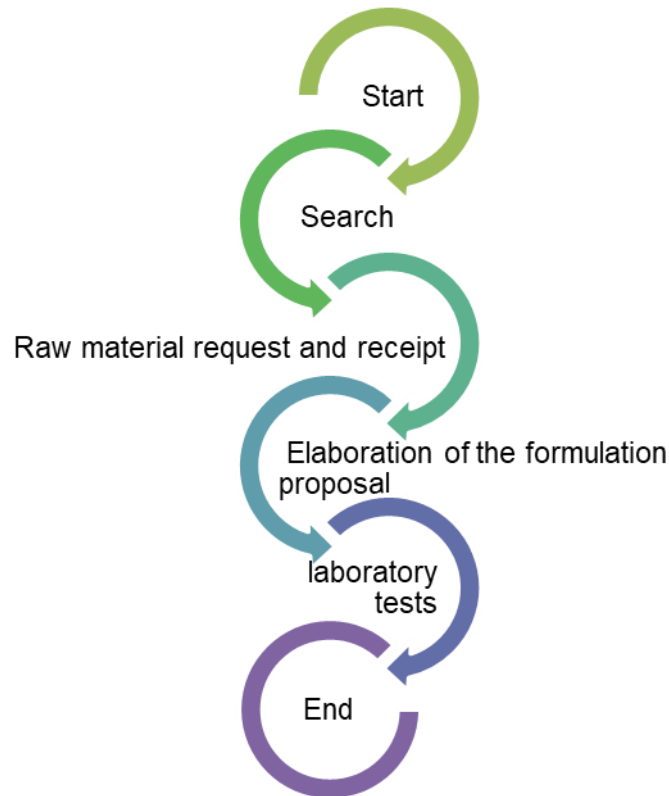 Start
Search
Raw material request and receipt
Elaboration of the formulation
proposal
laboratory
tests
End